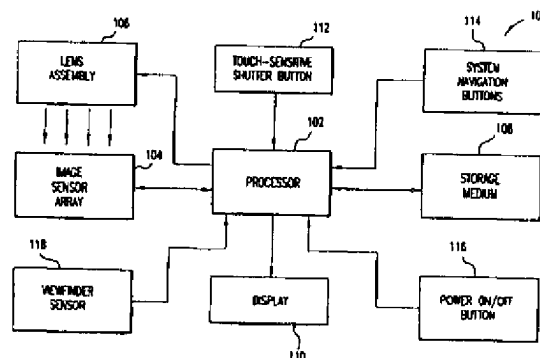 106
LENS
ASSEMBLY
112
TOUCH-SENSITIVE
SHUTTER BUTTON
10
114
SYSTEM
NAVIGATION
BUTTONS
102
PROCESSOR
104
IMAGE
SENSOR
ARRAY
108
STORAGE
MEDIUM
118
VIEWFINDER
SENSOR
DISPLAY
110
116
POWER ON/OFF
BUTTON